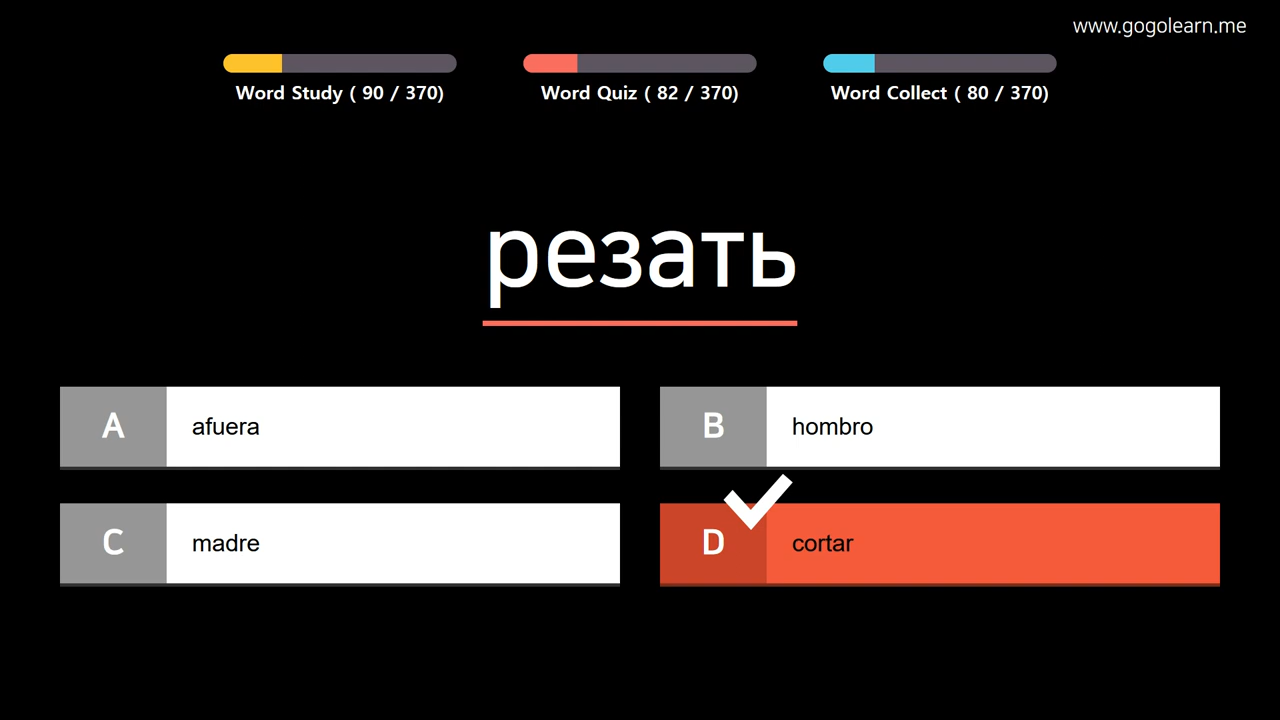 www.gogolearn.me
Word Study ( 90 / 370)
Word Quiz ( 82 / 370)
Word Collect ( 80 / 370)
резать
A afuera
B hombro
C madre
D cortar